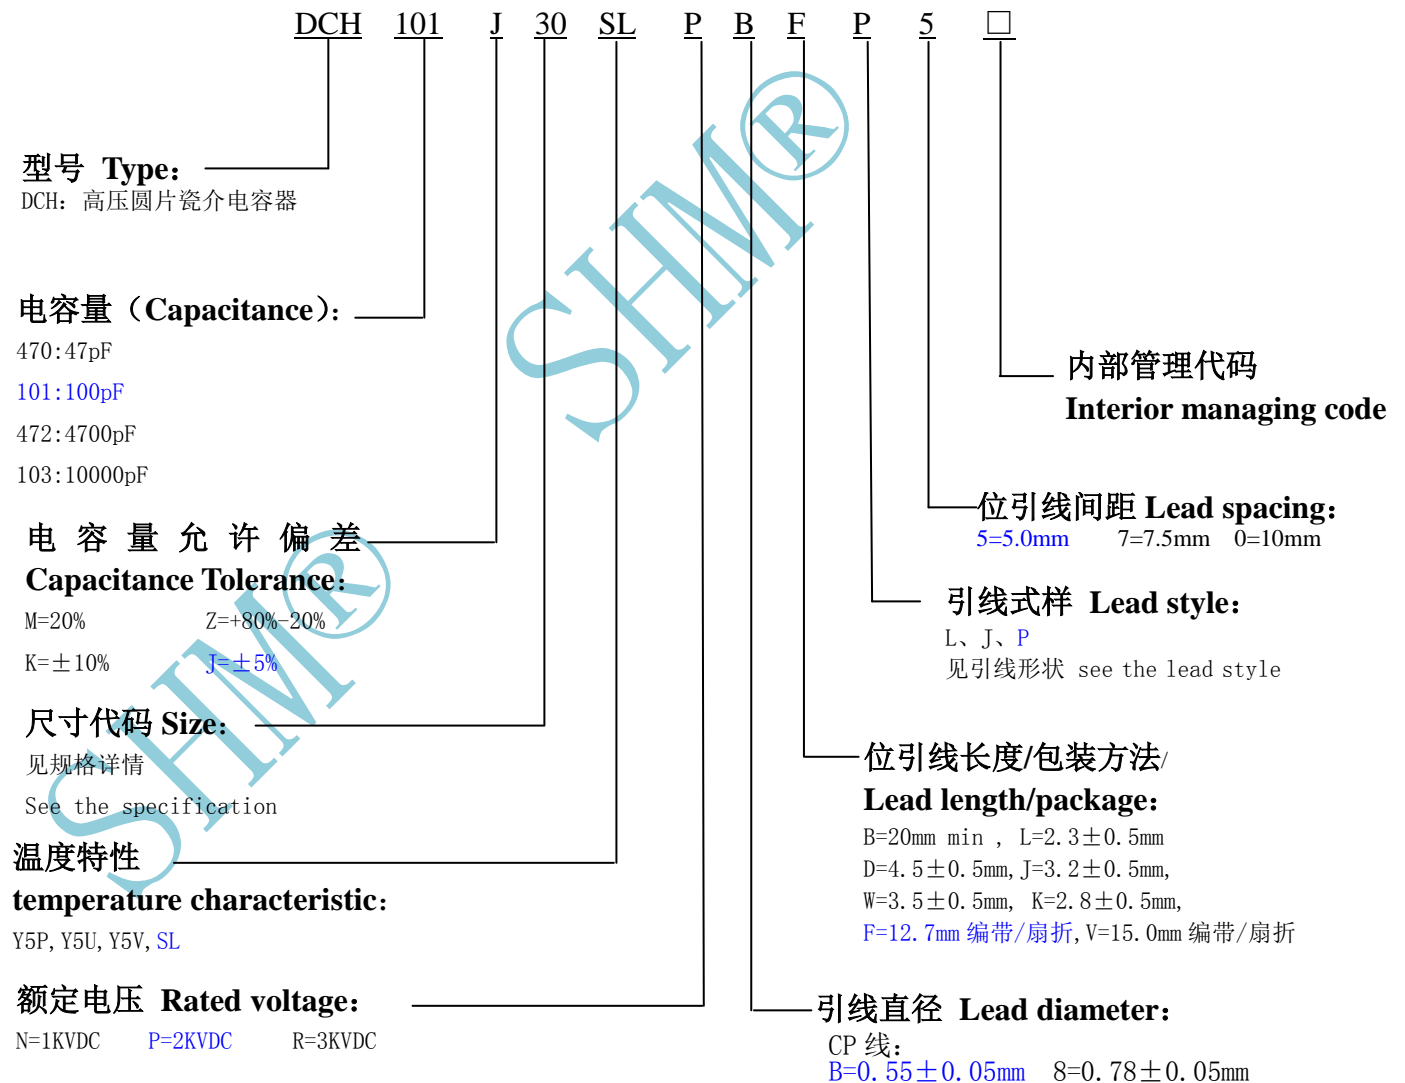 DCH 101 J 30 SL P B F P 5 □
型号 Type：
DCH：高压圆片瓷介电容器
电容量（Capacitance）：
470:47pF
101:100pF
472:4700pF
103:10000pF
电 容 量 允 许 偏 差
Capacitance Tolerance：
M=20% Z=+80%-20%
K=±10% J=±5%
尺寸代码 Size：
见规格详情
See the specification
温度特性
temperature characteristic：
Y5P,Y5U,Y5V,SL
额定电压 Rated voltage：
N=1KVDC P=2KVDC R=3KVDC
内部管理代码
Interior managing code
位引线间距 Lead spacing：
5=5.0mm 7=7.5mm 0=10mm
引线式样 Lead style：
L、J、P
见引线形状 see the lead style
位引线长度/包装方法/
Lead length/package：
B=20mm min , L=2.3±0.5mm
D=4.5±0.5mm,J=3.2±0.5mm,
W=3.5±0.5mm, K=2.8±0.5mm,
F=12.7mm 编带/扇折,V=15.0mm 编带/扇折
引线直径 Lead diameter：
CP 线：
B=0.55±0.05mm 8=0.78±0.05mm
SHM®
SHM®